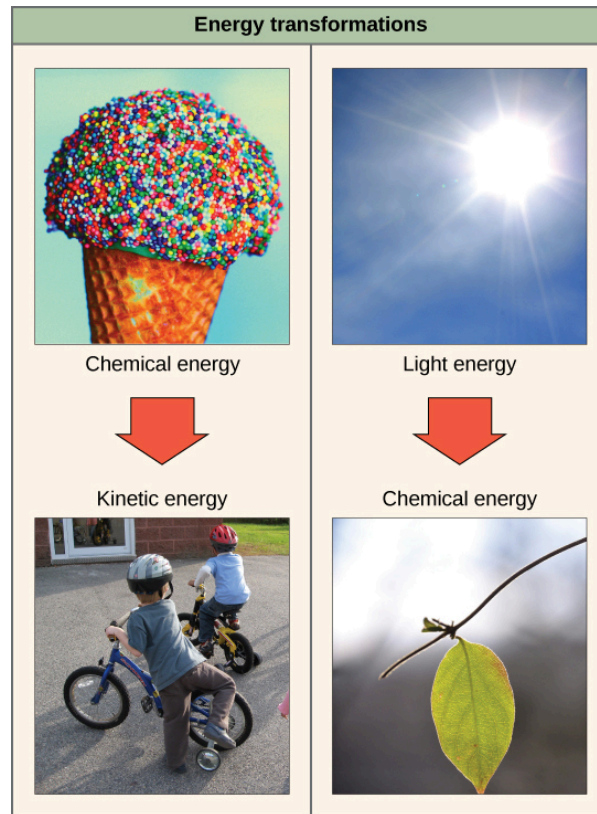 Energy transformations
Chemical energy
Kinetic energy
Light energy
Chemical energy